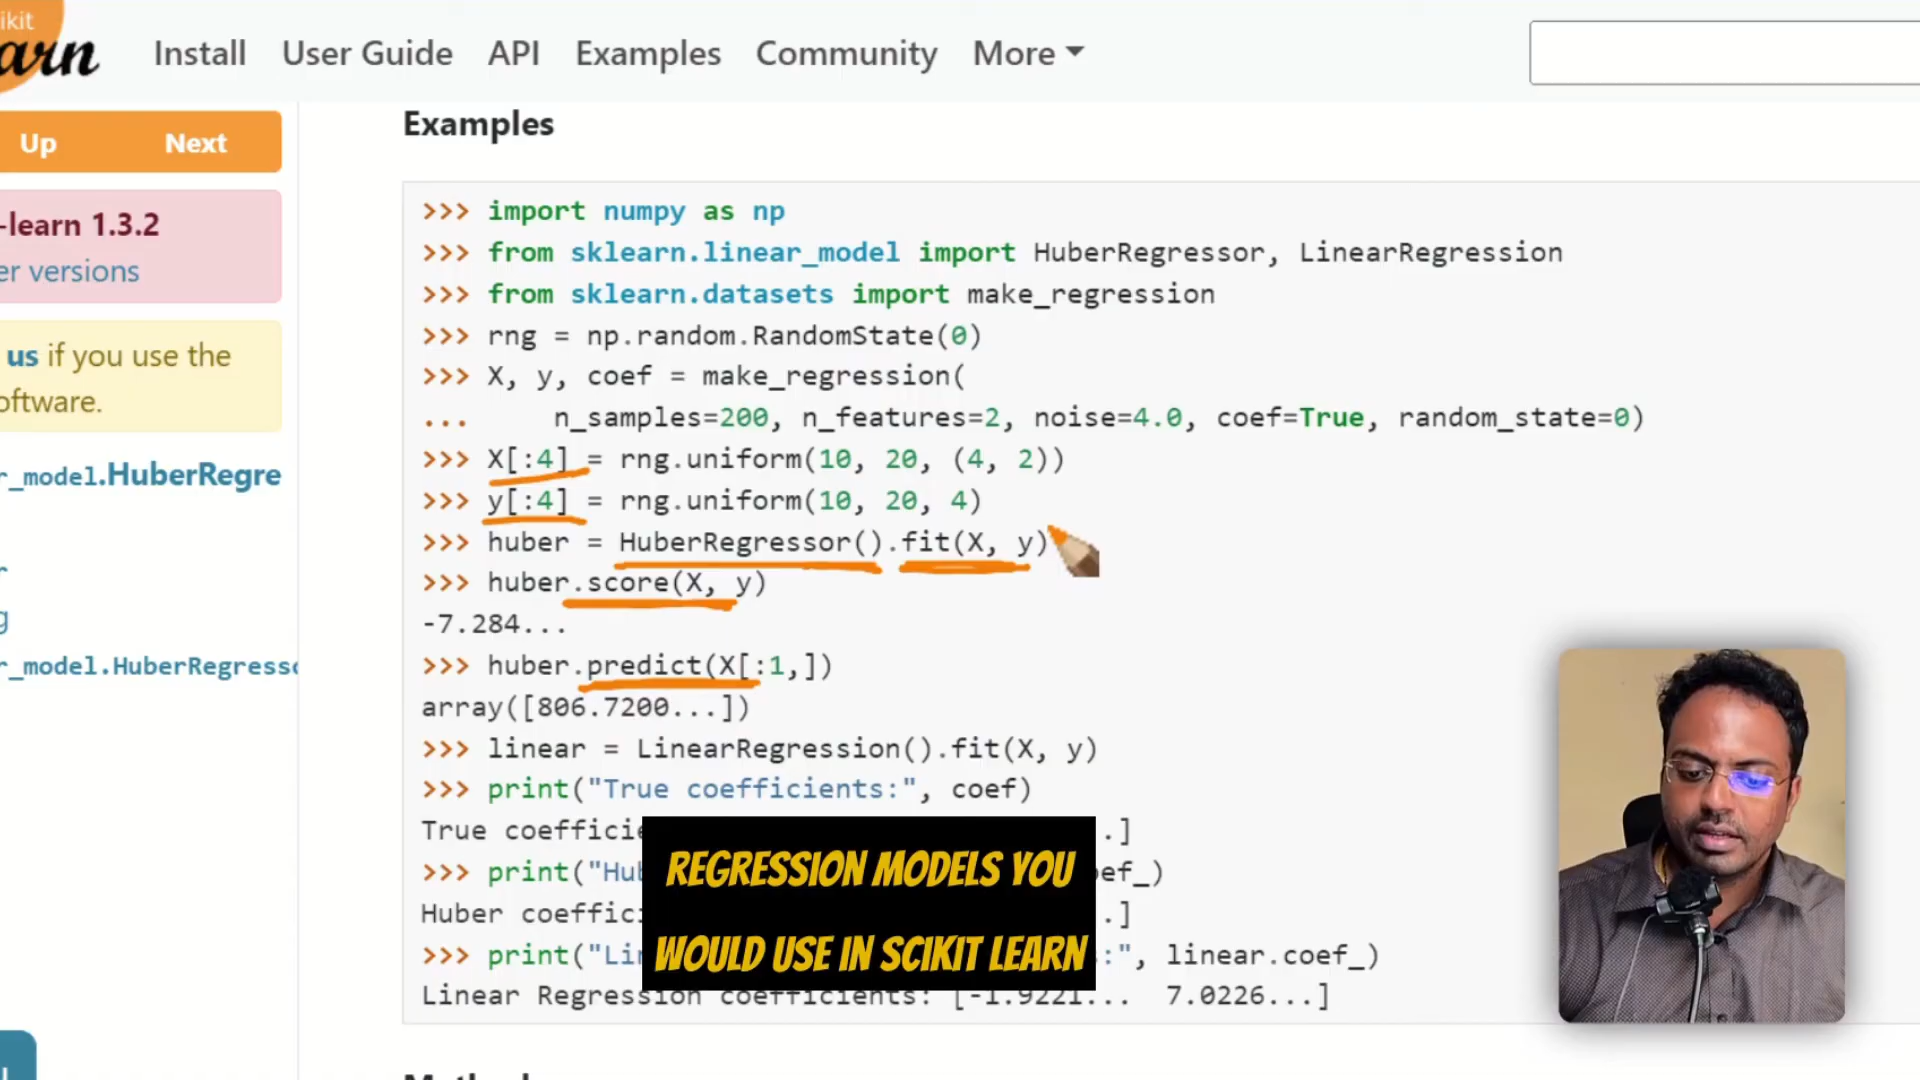 ikit
arn
Install User Guide API Examples Community More
Up Next
-learn 1.3.2
er versions
us if you use the
oftware.
r_model.HuberRegre
r
g
r_model.HuberRegresso
Examples
>>> import numpy as np
>>> from sklearn.linear_model import HuberRegressor, LinearRegression
>>> from sklearn.datasets import make_regression
>>> rng = np.random.RandomState(0)
>>> X, y, coef = make_regression(
... n_samples=200, n_features=2, noise=4.0, coef=True, random_state=0)
>>> X[:4] = rng.uniform(10, 20, (4, 2))
>>> y[:4] = rng.uniform(10, 20, 4)
>>> huber = HuberRegressor().fit(X, y)
>>> huber.score(X, y)
-7.284...
>>> huber.predict(X[:1,])
array([806.7200...])
>>> linear = LinearRegression().fit(X, y)
>>> print("True coefficients:", coef)
True coefficie .]
>>> print("Hub ef_)
Huber coeffic .]
>>> print("Li :", linear.coef_)
Linear Regression coefficients: [-1.9221... 7.0226...]
REGRESSION MODELS YOU
WOULD USE IN SCIKIT LEARN